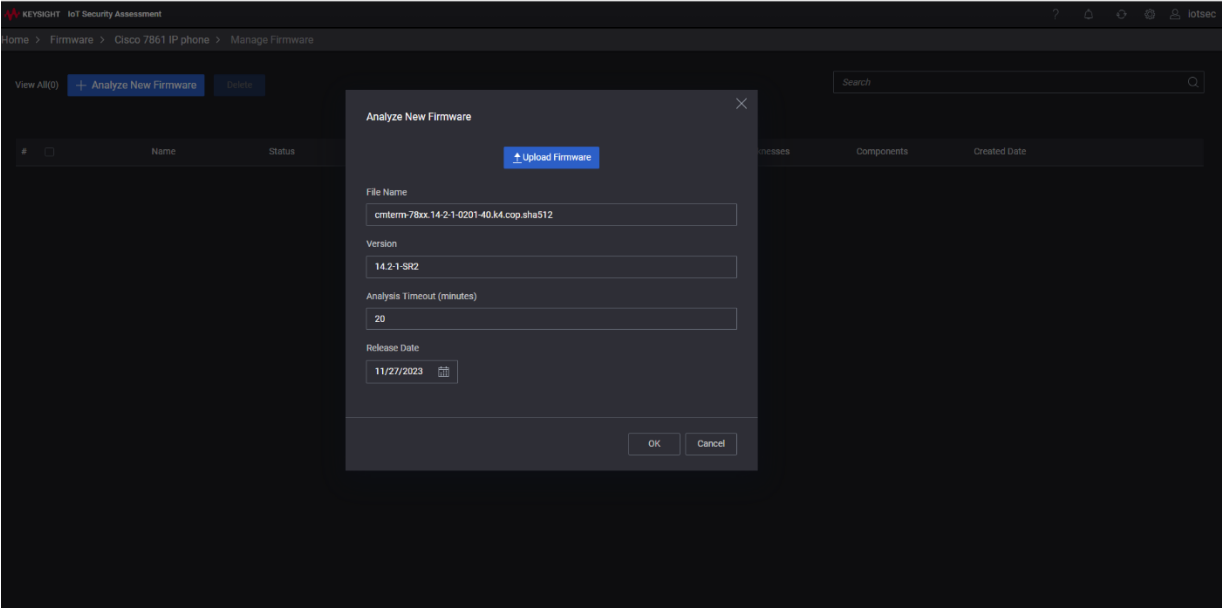 KEYSIGHT IoT Security Assessment
? iotsec
Home > Firmware > Cisco 7861 IP phone > Manage Firmware
View All(0) + Analyze New Firmware Delete Search
Analyze New Firmware
# Name Status knesses Components Created Date
Upload Firmware
File Name
cmterm-78xx.14-2-1-0201-40.k4.cop.sha512
Version
14.2-1-SR2
Analysis Timeout (minutes)
20
Release Date
11/27/2023
OK Cancel